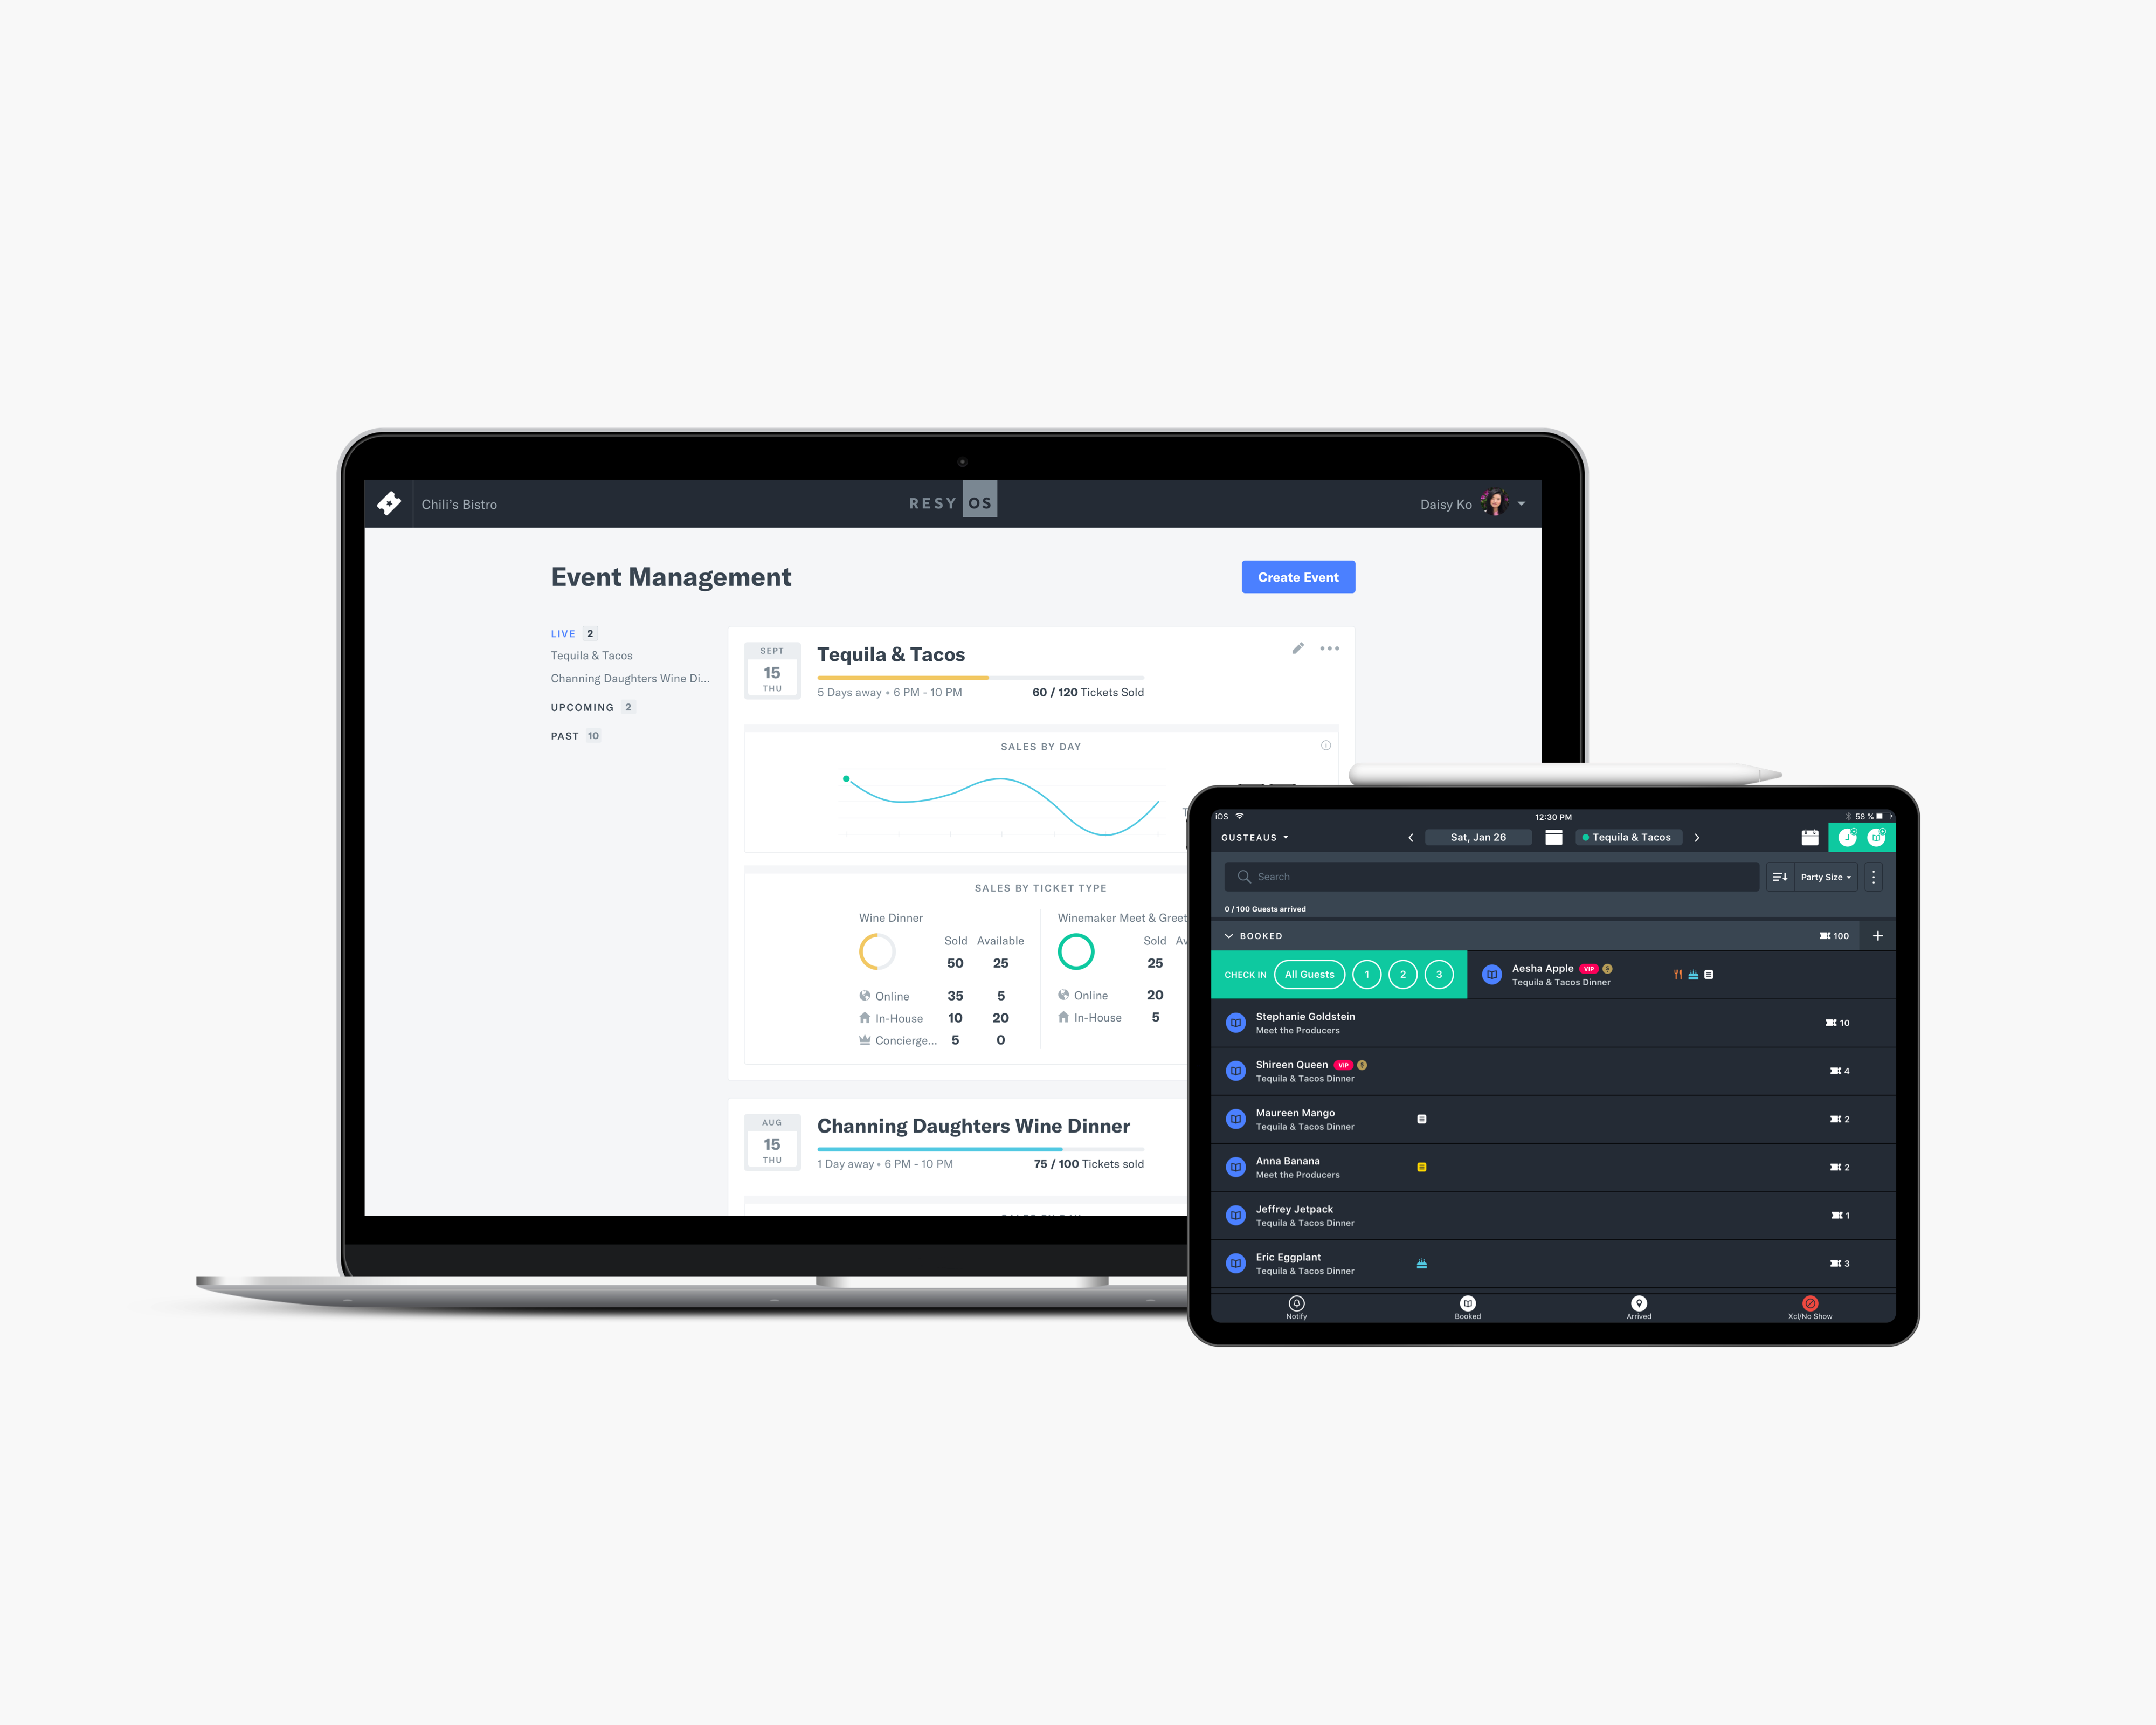 Chili's Bistro
RESY OS
Daisy Ko
Event Management
Create Event
LIVE 2
Tequila & Tacos
Channing Daughters Wine Di...
UPCOMING 2
PAST 10
SEPT
15
THU
Tequila & Tacos
5 Days away • 6 PM - 10 PM
60 / 120 Tickets Sold
SALES BY DAY
T
SALES BY TICKET TYPE
Wine Dinner
Sold Available
50 25
Online 35 5
In-House 10 20
Concierge... 5 0
Winemaker Meet & Greet
Sold Av
25
Online 20
In-House 5
AUG
15
THU
Channing Daughters Wine Dinner
1 Day away • 6 PM - 10 PM
75 / 100 Tickets sold
iOS
12:30 PM
58 %
GUSTEAUS
Sat, Jan 26
Tequila & Tacos
Search
Party Size
0 / 100 Guests arrived
BOOKED
100
CHECK IN All Guests 1 2 3
Aesha Apple VIP
Tequila & Tacos Dinner
Stephanie Goldstein
Meet the Producers
10
Shireen Queen VIP
Tequila & Tacos Dinner
4
Maureen Mango
Tequila & Tacos Dinner
2
Anna Banana
Meet the Producers
2
Jeffrey Jetpack
Tequila & Tacos Dinner
1
Eric Eggplant
Tequila & Tacos Dinner
3
Notify
Booked
Arrived
Xcl/No Show